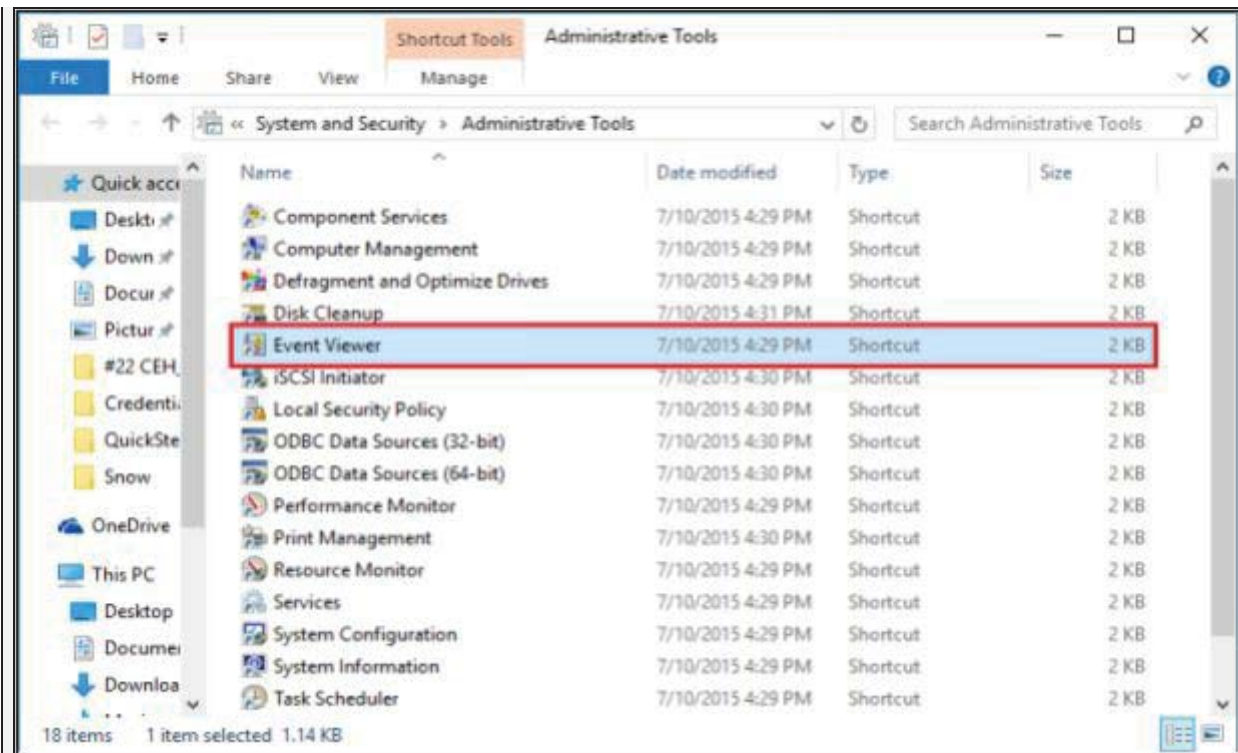 Shortcut Tools Administrative Tools
File Home Share View Manage
« System and Security › Administrative Tools Search Administrative Tools
Name Date modified Type Size
Quick acce
Deskt
Down
Docur
Pictur
#22 CEH_
Credentia
QuickSte
Snow
OneDrive
This PC
Desktop
Documei
Downloa
Component Services 7/10/2015 4:29 PM Shortcut 2 KB
Computer Management 7/10/2015 4:29 PM Shortcut 2 KB
Defragment and Optimize Drives 7/10/2015 4:29 PM Shortcut 2 KB
Disk Cleanup 7/10/2015 4:31 PM Shortcut 2 KB
Event Viewer 7/10/2015 4:29 PM Shortcut 2 KB
iSCSI Initiator 7/10/2015 4:30 PM Shortcut 2 KB
Local Security Policy 7/10/2015 4:30 PM Shortcut 2 KB
ODBC Data Sources (32-bit) 7/10/2015 4:30 PM Shortcut 2 KB
ODBC Data Sources (64-bit) 7/10/2015 4:30 PM Shortcut 2 KB
Performance Monitor 7/10/2015 4:29 PM Shortcut 2 KB
Print Management 7/10/2015 4:30 PM Shortcut 2 KB
Resource Monitor 7/10/2015 4:29 PM Shortcut 2 KB
Services 7/10/2015 4:29 PM Shortcut 2 KB
System Configuration 7/10/2015 4:29 PM Shortcut 2 KB
System Information 7/10/2015 4:29 PM Shortcut 2 KB
Task Scheduler 7/10/2015 4:29 PM Shortcut 2 KB
18 items 1 item selected 1.14 KB